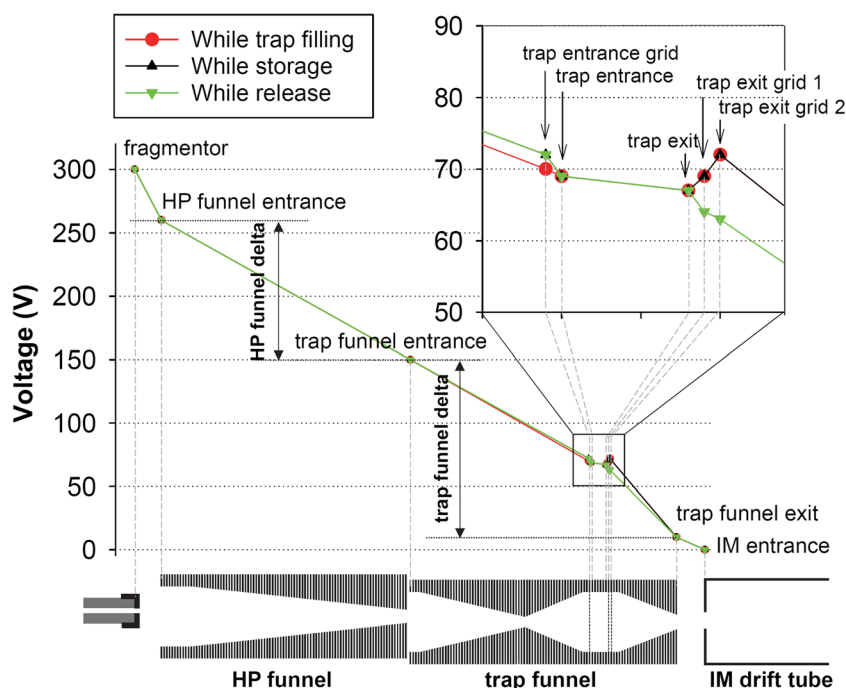 While trap filling
While storage
While release
90
80
70
60
50
trap entrance grid
trap entrance
trap exit grid 1
trap exit grid 2
trap exit
fragmentor
HP funnel entrance
HP funnel delta
trap funnel entrance
trap funnel delta
trap funnel exit
IM entrance
Voltage (V)
300
250
300
150
100
50
0
HP funnel
trap funnel
IM drift tube